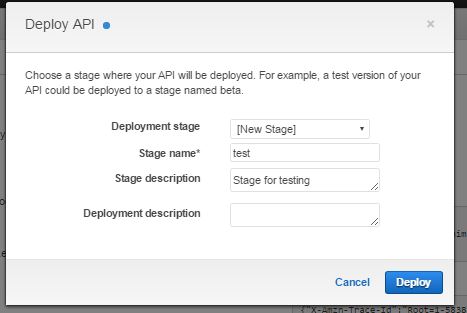 Deploy API
×
Choose a stage where your API will be deployed. For example, a test version of your
API could be deployed to a stage named beta.
Deployment stage [New Stage]
Stage name* test
Stage description Stage for testing
Deployment description
Cancel Deploy
{"X-Amzn-Trace-Id":"Root=1-5838